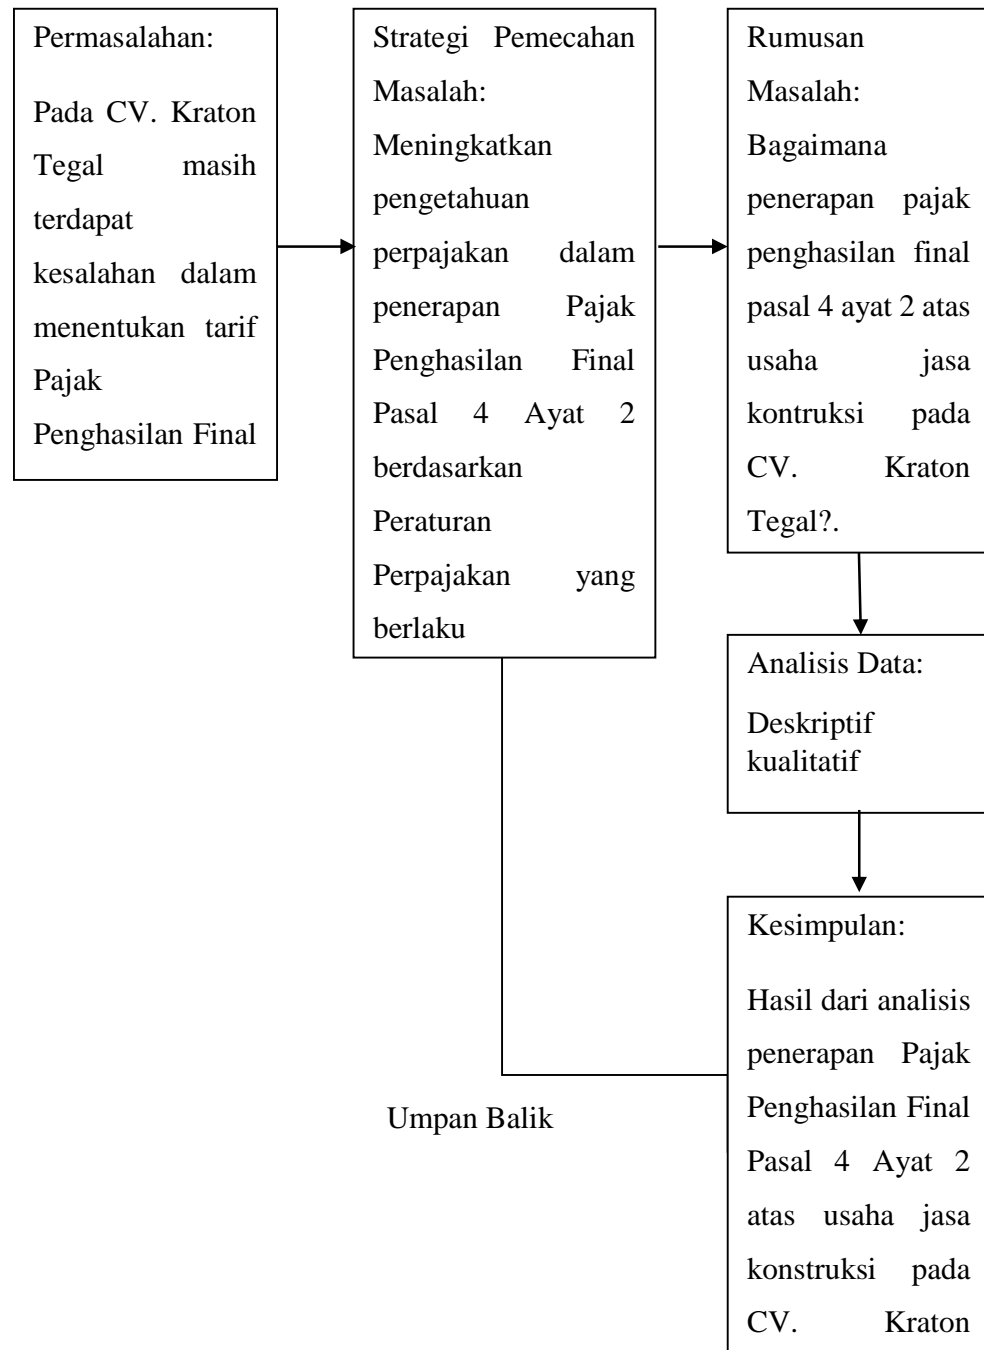 Permasalahan:
Pada CV. Kraton
Tegal masih
terdapat
kesalahan dalam
menentukan tarif
Pajak
Penghasilan Final
Strategi Pemecahan
Masalah:
Meningkatkan
pengetahuan
perpajakan dalam
penerapan Pajak
Penghasilan Final
Pasal 4 Ayat 2
berdasarkan
Peraturan
Perpajakan yang
berlaku
Rumusan
Masalah:
Bagaimana
penerapan pajak
penghasilan final
pasal 4 ayat 2 atas
usaha jasa
kontruksi pada
CV. Kraton
Tegal?.
Analisis Data:
Deskriptif
kualitatif
Kesimpulan:
Hasil dari analisis
penerapan Pajak
Penghasilan Final
Pasal 4 Ayat 2
atas usaha jasa
konstruksi pada
CV. Kraton
Umpan Balik